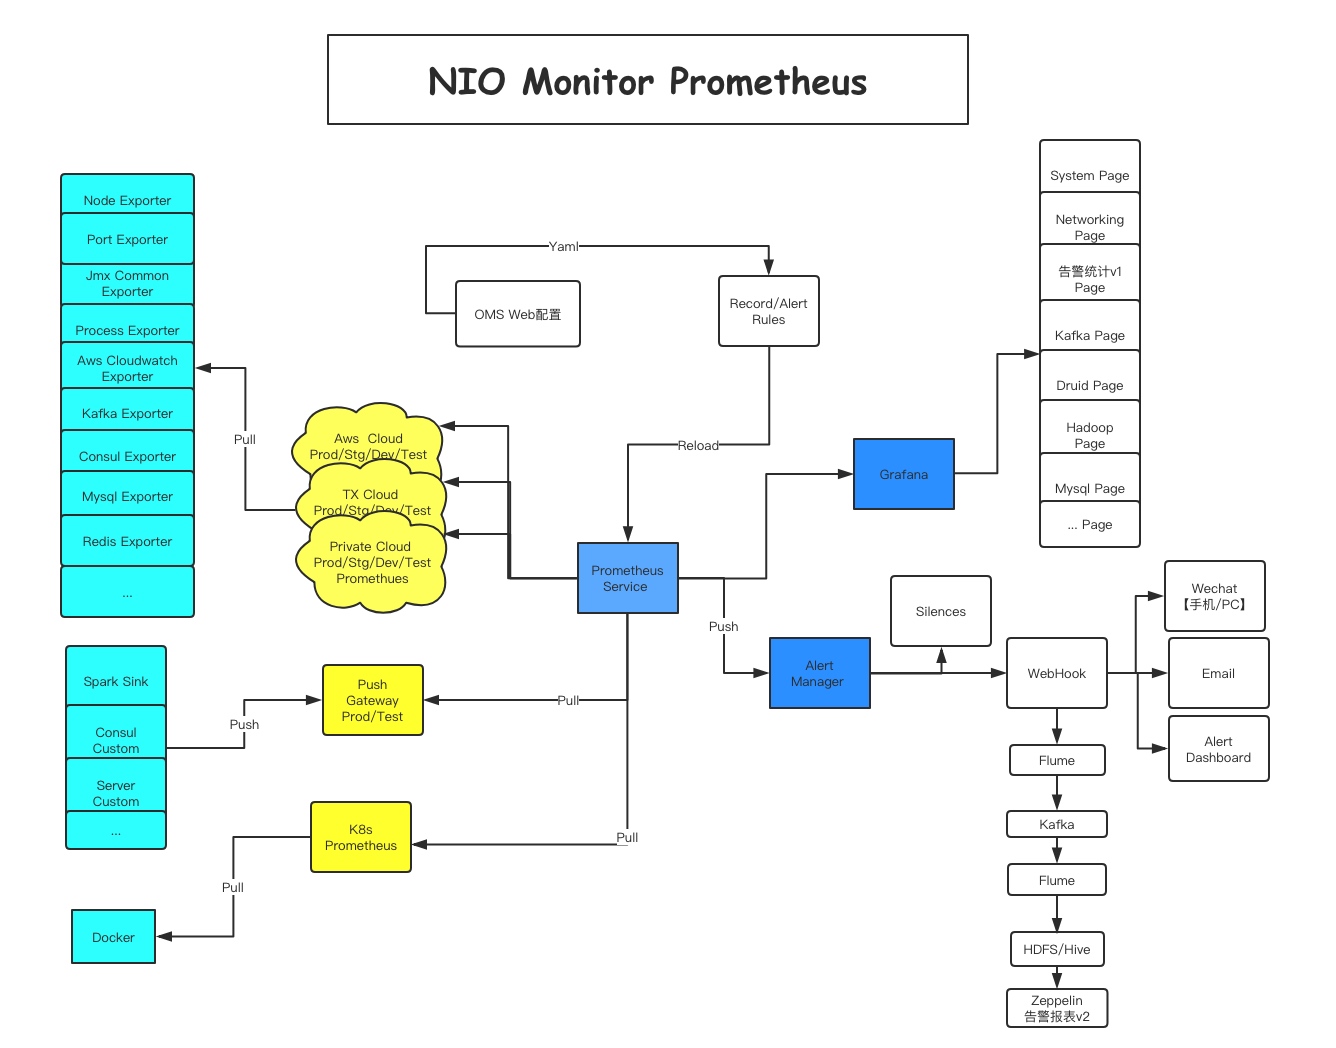 NIO Monitor Prometheus
Node Exporter
Port Exporter
Jmx Common
Exporter
Process Exporter
Aws Cloudwatch
Exporter
Kafka Exporter
Consul Exporter
Mysql Exporter
Redis Exporter
...
Pull
Aws Cloud
Prod/Stg/Dev/Test
TX Cloud
Prod/Stg/Dev/Test
Private Cloud
Prod/Stg/Dev/Test
Promethues
Yaml
OMS Web配置
Record/Alert
Rules
Reload
Prometheus
Service
Grafana
System Page
Networking
Page
告警统计v1
Page
Kafka Page
Druid Page
Hadoop
Page
Mysql Page
... Page
Spark Sink
Consul
Custom
Server
Custom
...
Push
Push
Gateway
Prod/Test
Pull
K8s
Prometheus
Pull
Pull
Docker
Push
Alert
Manager
Silences
WebHook
Wechat
【手机/PC】
Email
Alert
Dashboard
Flume
Kafka
Flume
HDFS/Hive
Zeppelin
告警报表v2